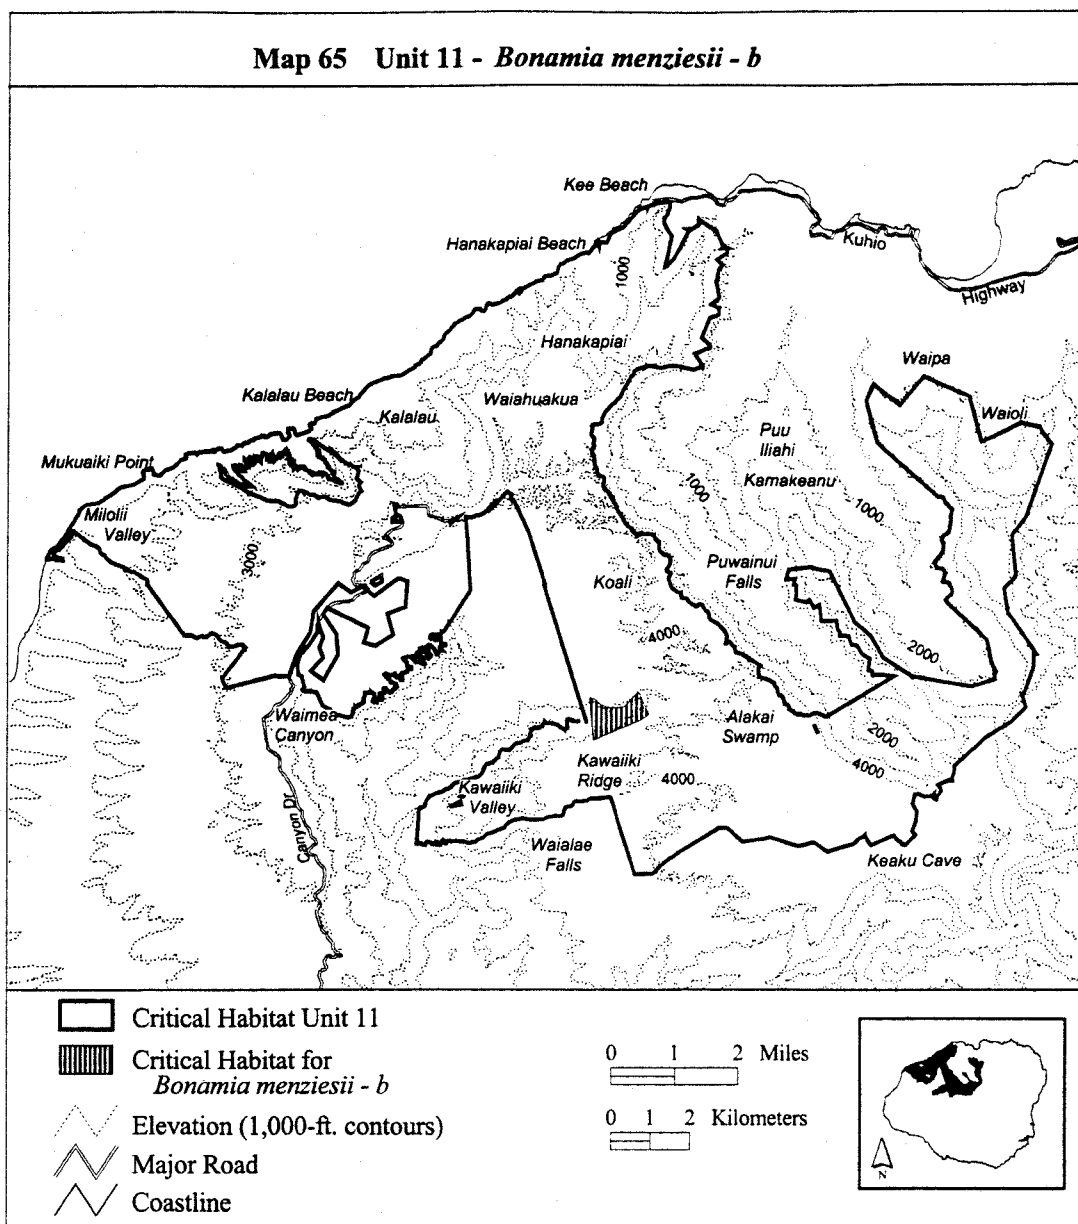 Map 65 Unit 11 - Bonamia menziesii - b
Kee Beach
Kuhio
Hanakapiai Beach
1000
Highway
Hanakapiai
Waipa
Kalalau Beach
Waiahuakua
Kalalau
Waioli
Puu
Iliahi
Mukuaiki Point
Kamakeanu
1000
1000
Milolii
Valley
3000
Puwainui
Falls
Koali
4000
2000
Waimea
Canyon
Alakai
Swamp
2000
Kawaiiki
Ridge
4000
4000
Kawaiiki
Valley
Canyon Dr
Waialae
Falls
Keaku Cave
Critical Habitat Unit 11
Critical Habitat for
Bonamia menziesii - b
Elevation (1,000-ft. contours)
Major Road
Coastline
0 1 2 Miles
0 1 2 Kilometers
N